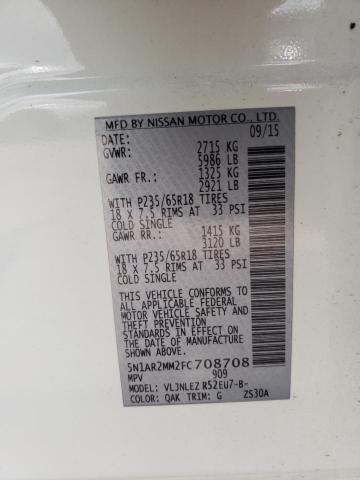 MFD BY NISSAN MOTOR CO., LTD.
DATE: 09/15
GVWR: 2715 KG
5986 LB
GAWR FR.: 1325 KG
2921 LB
WITH P235/65R18 TIRES
18 X 7.5 RIMS AT 33 PSI
COLD SINGLE
GAWR RR.: 1415 KG
3120 LB
WITH P235/65R18 TIRES
18 X 7.5 RIMS AT 33 PSI
COLD SINGLE
THIS VEHICLE CONFORMS TO
ALL APPLICABLE FEDERAL
MOTOR VEHICLE SAFETY AND
THEFT PREVENTION
STANDARDS IN EFFECT ON
THE DATE OF MANUFACTURE
SHOWN ABOVE.
5N1AR2MM2FC708708
MPV 909
MODEL: VLJNLEZ R52EU7-B-
COLOR: QAK TRIM: G ZS30A